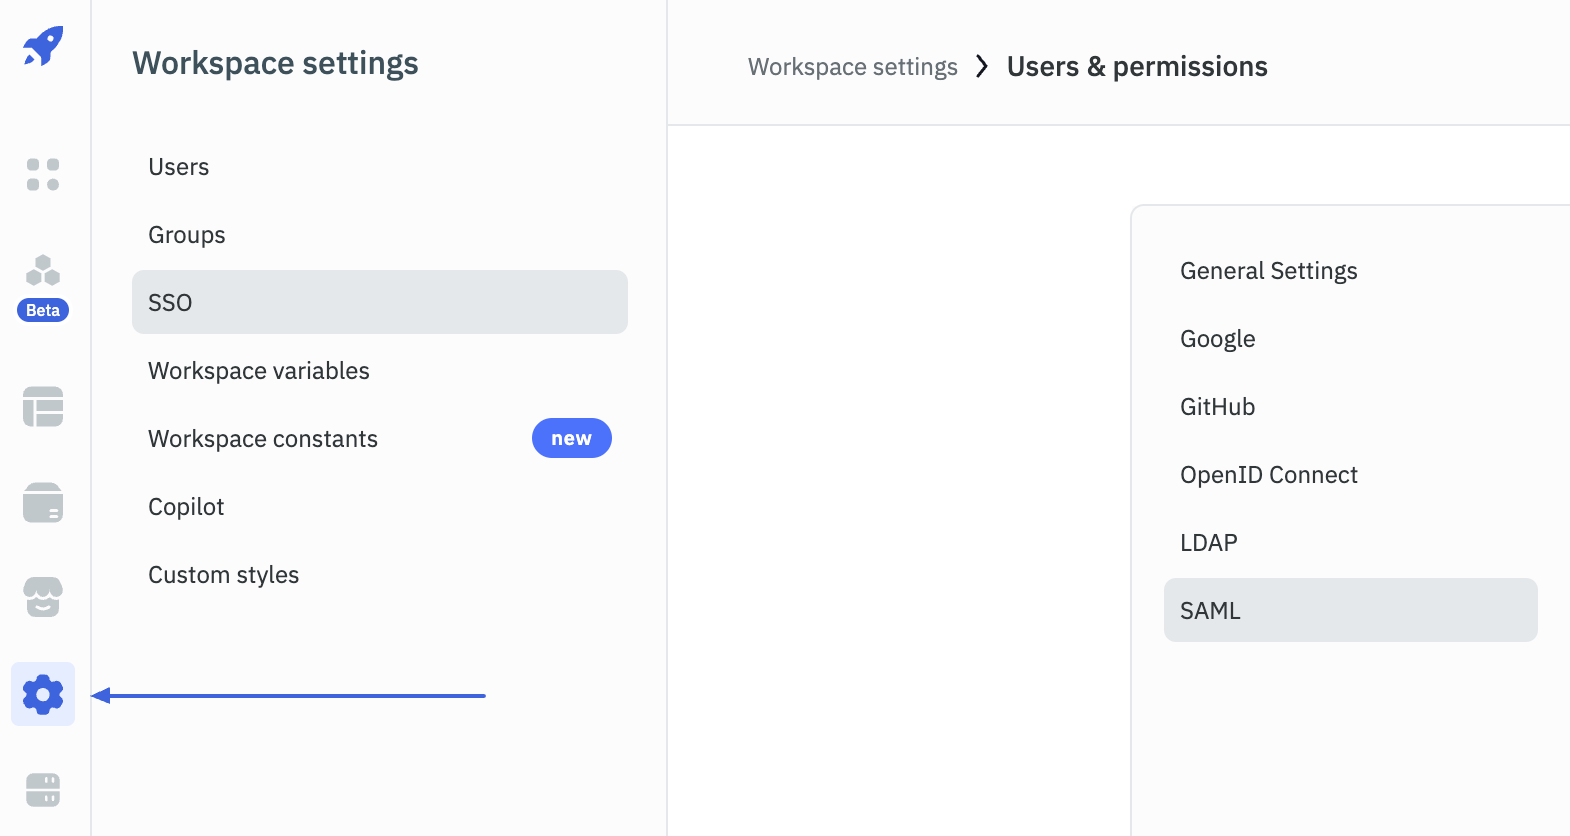 Workspace settings
Workspace settings > Users & permissions
Users
Groups
SSO
Workspace variables
Workspace constants new
Copilot
Custom styles
Beta
General Settings
Google
GitHub
OpenID Connect
LDAP
SAML